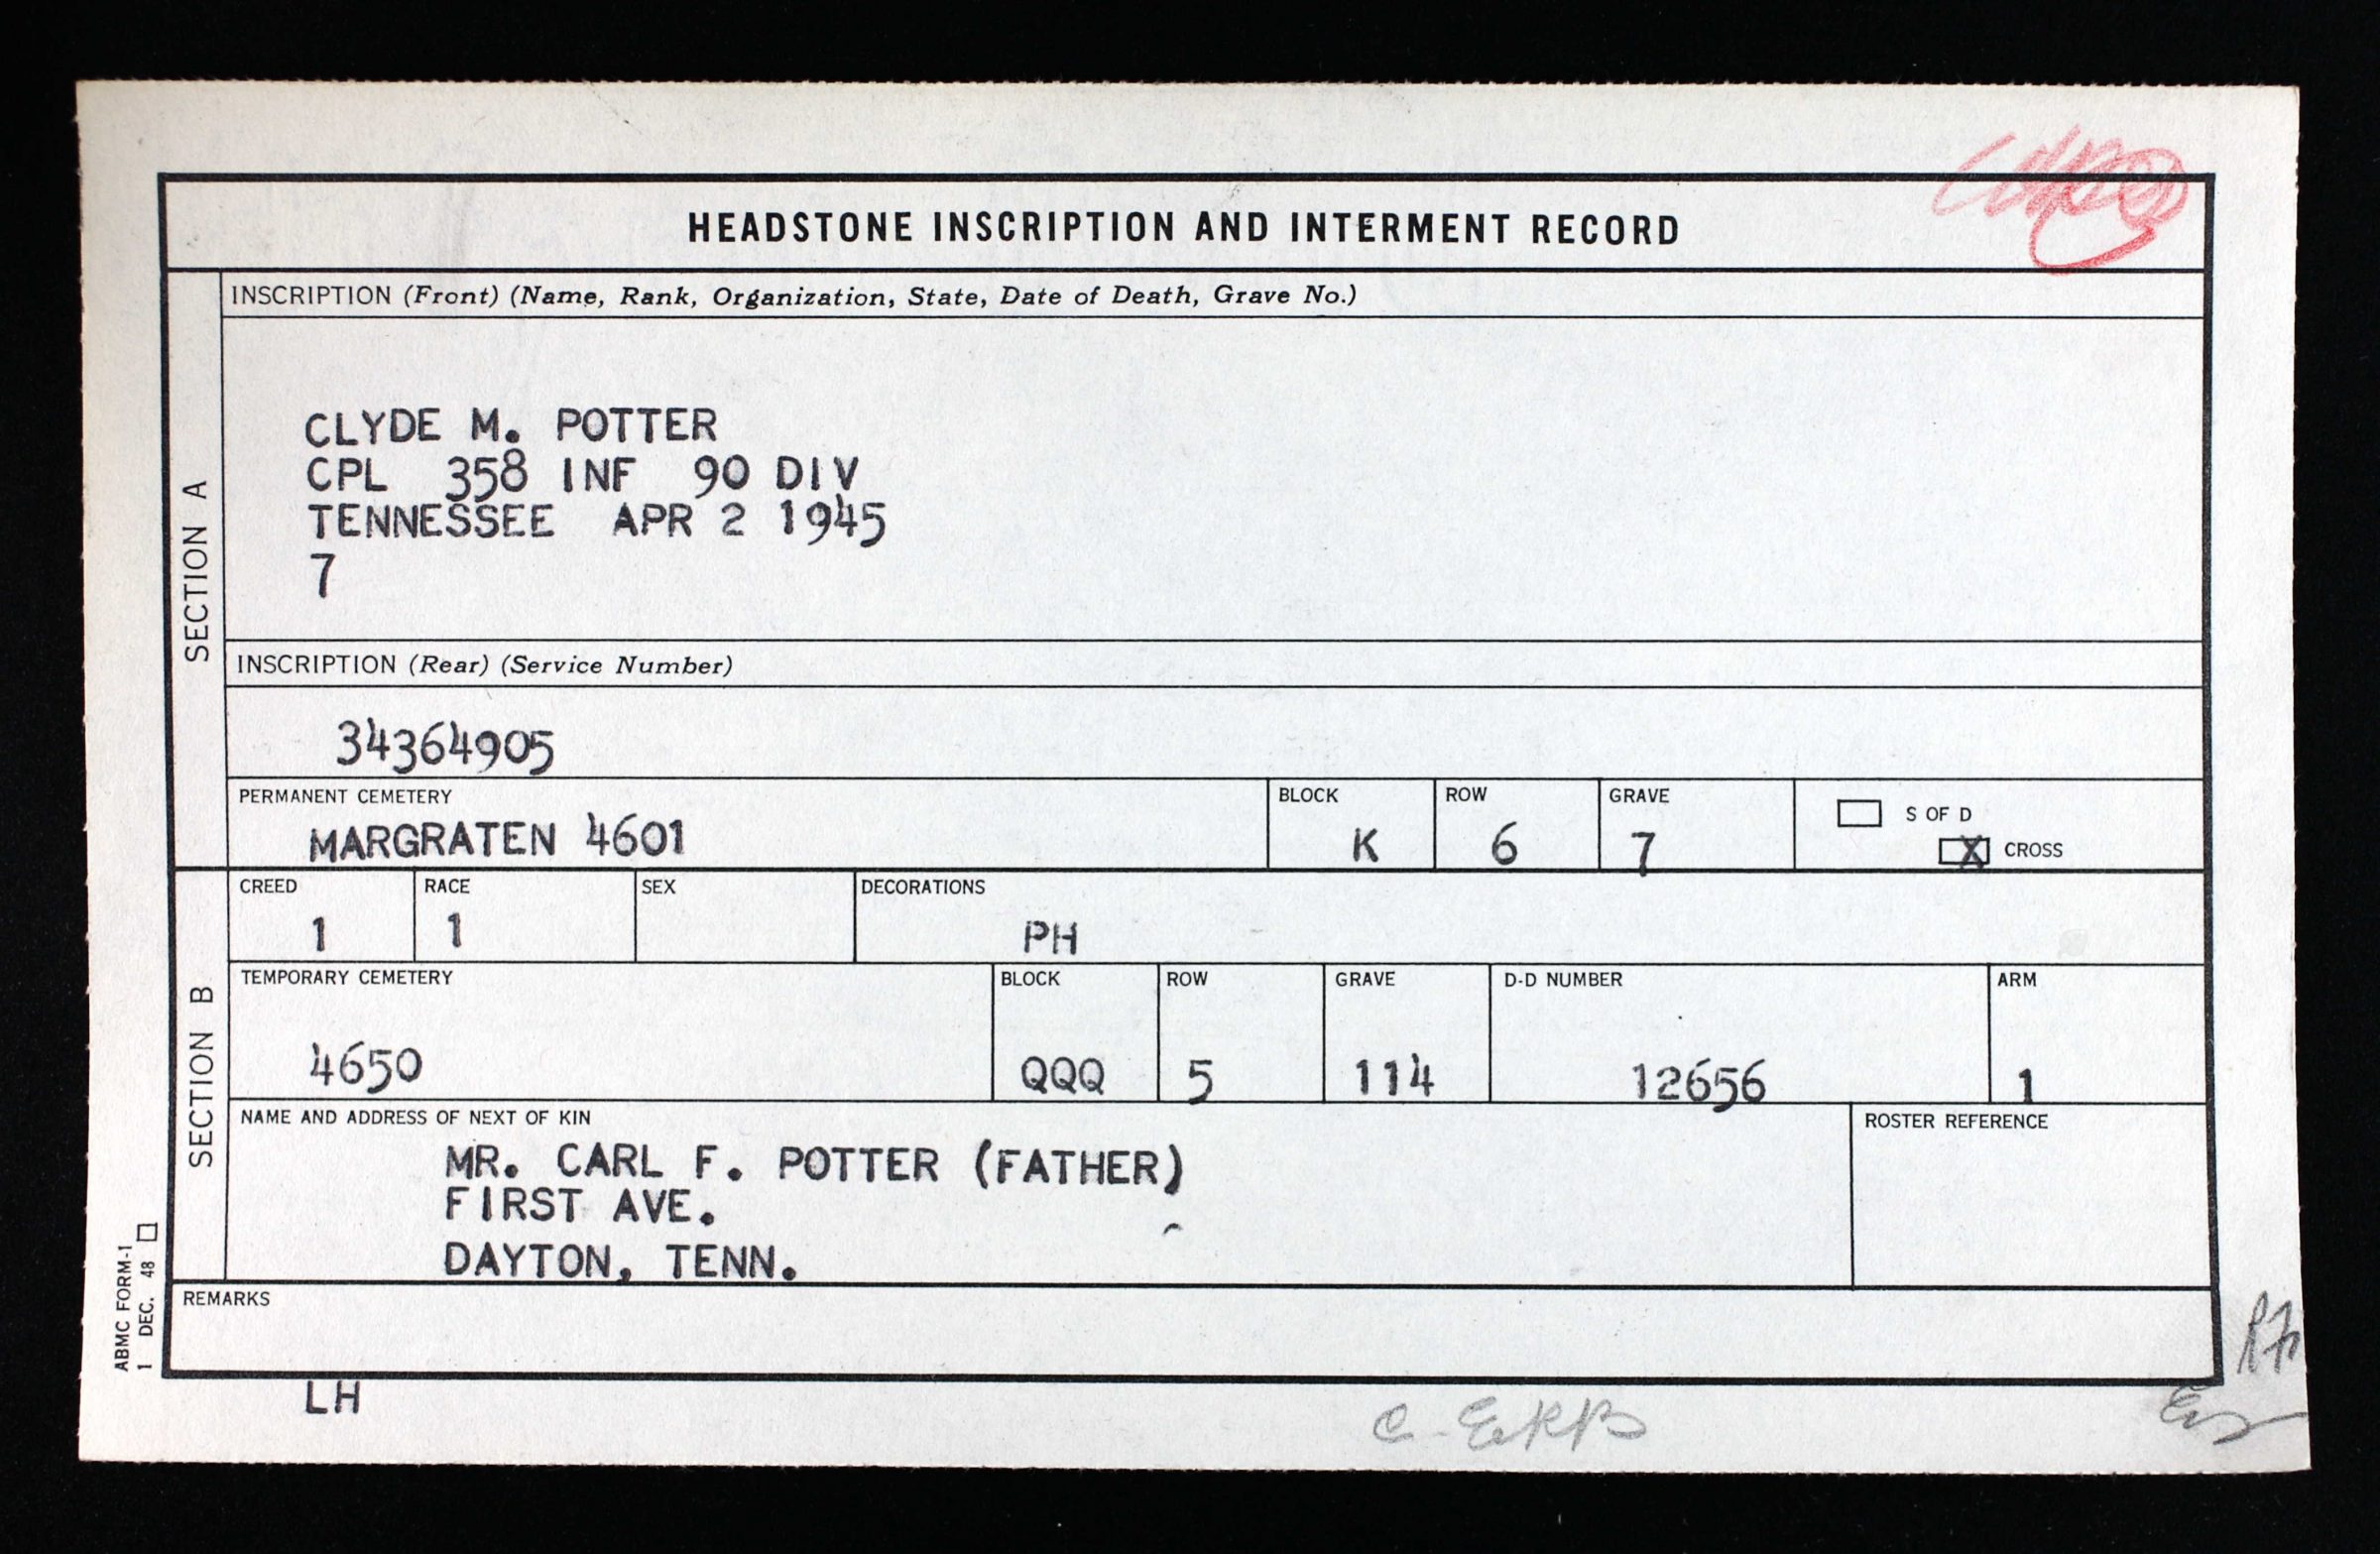 HEADSTONE INSCRIPTION AND INTERMENT RECORD
SECTION A
INSCRIPTION (Front) (Name, Rank, Organization, State, Date of Death, Grave No.)
CLYDE M. POTTER
CPL 358 INF 90 DIV
TENNESSEE APR 2 1945
7
INSCRIPTION (Rear) (Service Number)
34364905
PERMANENT CEMETERY BLOCK ROW GRAVE S OF D
MARGRATEN 4601 K 6 7 X CROSS
SECTION B
CREED RACE SEX DECORATIONS
1 1 PH
TEMPORARY CEMETERY BLOCK ROW GRAVE D-D NUMBER ARM
4650 QQQ 5 114 12656 1
NAME AND ADDRESS OF NEXT OF KIN ROSTER REFERENCE
MR. CARL F. POTTER (FATHER)
FIRST AVE.
DAYTON, TENN.
REMARKS
ABMC FORM-1
1 DEC. 48
LH